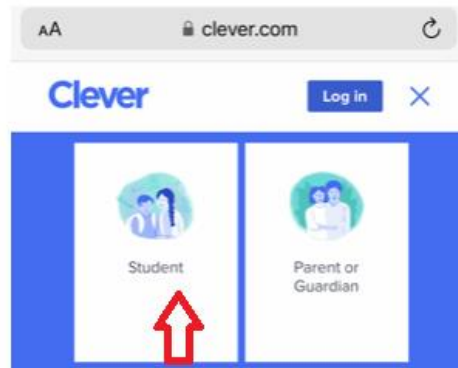 AA clever.com
Clever Log in
Student
Parent or
Guardian